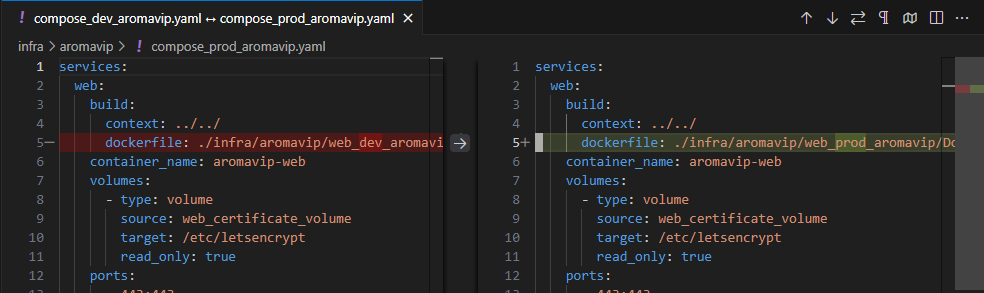 ! compose_dev_aromavip.yaml ↔ compose_prod_aromavip.yaml
infra > aromavip > ! compose_prod_aromavip.yaml
1 services:
2 web:
3 build:
4 context: ../../
5 dockerfile: ./infra/aromavip/web_dev_aromavi
6 container_name: aromavip-web
7 volumes:
8 - type: volume
9 source: web_certificate_volume
10 target: /etc/letsencrypt
11 read_only: true
12 ports:
1 services:
2 web:
3 build:
4 context: ../../
5 dockerfile: ./infra/aromavip/web_prod_aromavip/Do
6 container_name: aromavip-web
7 volumes:
8 - type: volume
9 source: web_certificate_volume
10 target: /etc/letsencrypt
11 read_only: true
12 ports: